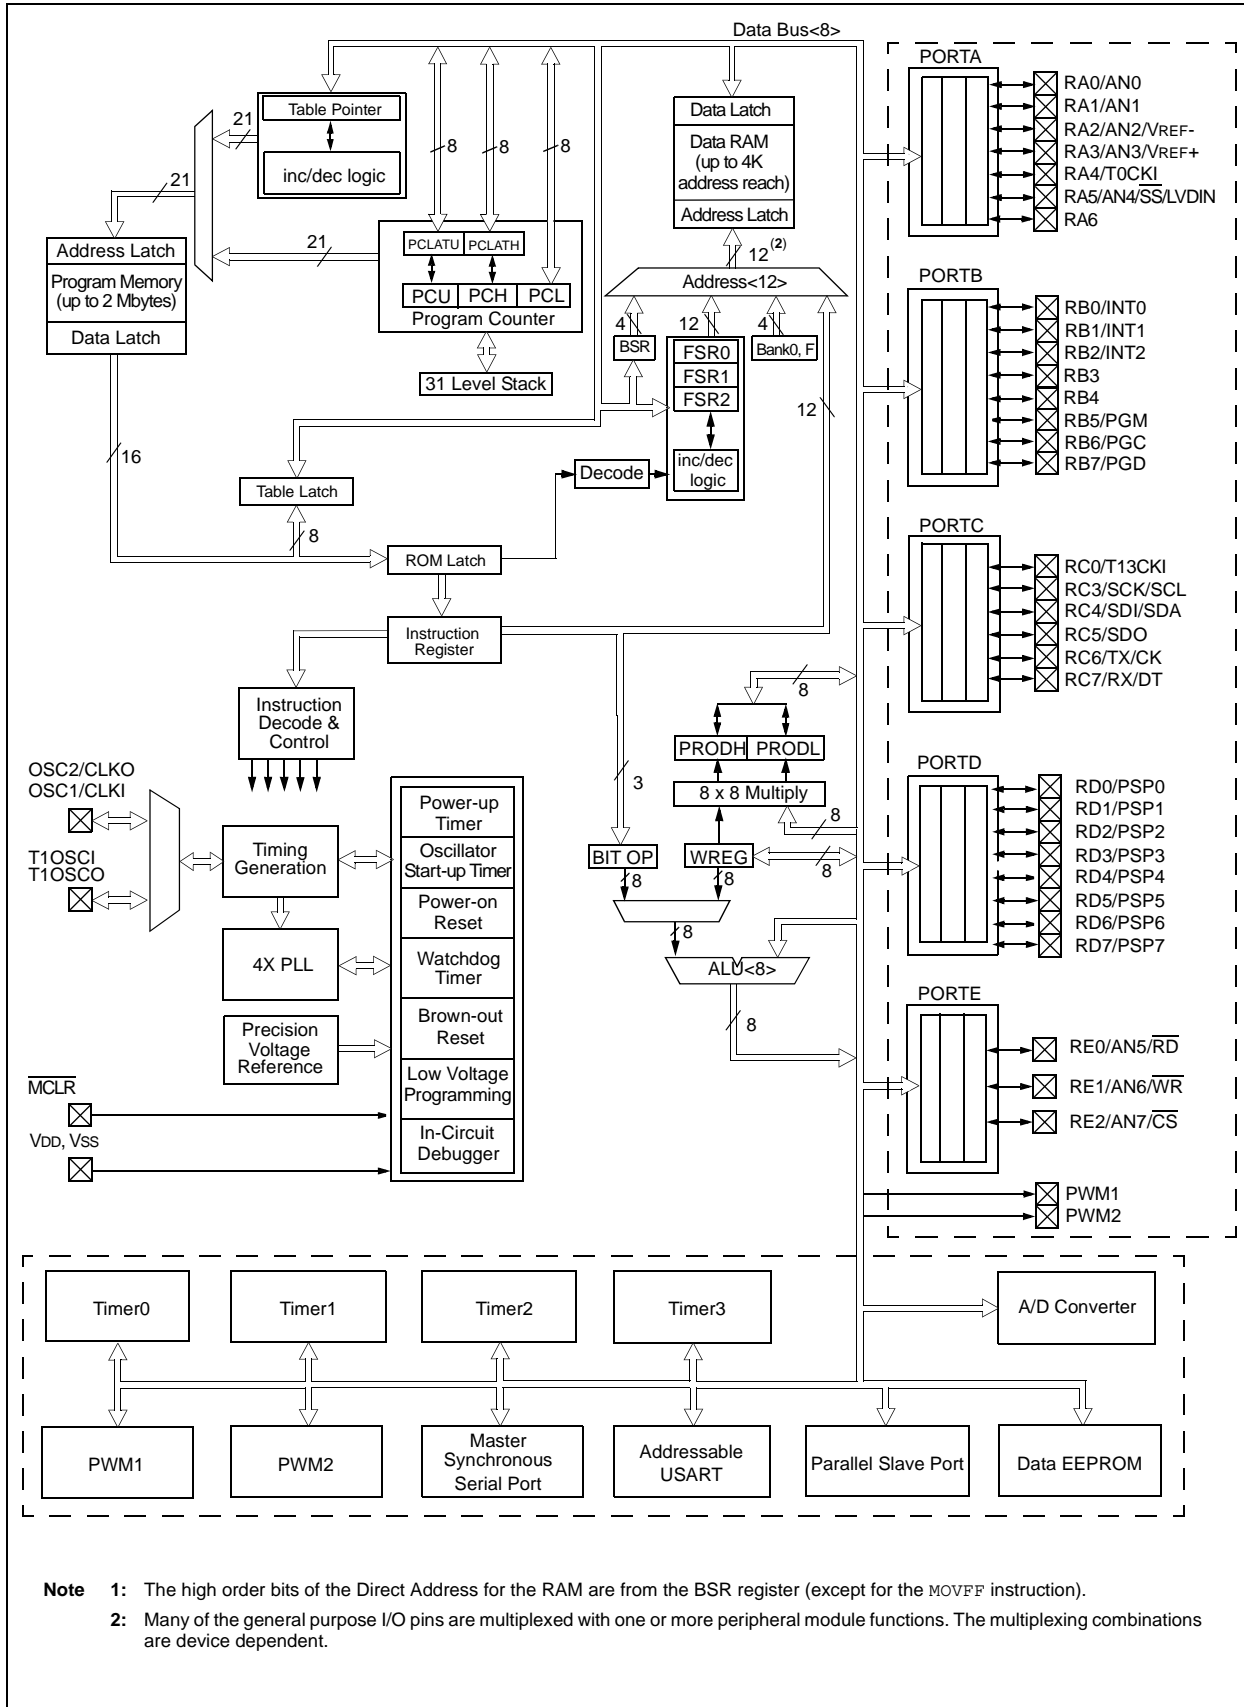 Data Bus<8>
Table Pointer
inc/dec logic
21
21
Address Latch
Program Memory
(up to 2 Mbytes)
Data Latch
16
21
8
8
8
PCLATU
PCLATH
PCU
PCH
PCL
Program Counter
31 Level Stack
Data Latch
Data RAM
(up to 4K
address reach)
Address Latch
12(2)
Address<12>
4
12
4
BSR
FSR0
FSR1
FSR2
Bank0, F
12
inc/dec
logic
Decode
Table Latch
8
ROM Latch
Instruction
Register
Instruction
Decode &
Control
OSC2/CLKO
OSC1/CLKI
T1OSCI
T1OSCO
Timing
Generation
4X PLL
Precision
Voltage
Reference
MCLR
VDD, VSS
Power-up
Timer
Oscillator
Start-up Timer
Power-on
Reset
Watchdog
Timer
Brown-out
Reset
Low Voltage
Programming
In-Circuit
Debugger
8
PRODH
PRODL
8 x 8 Multiply
3
8
BIT OP
WREG
8
8
8
8
ALU<8>
8
PORTA
RA0/AN0
RA1/AN1
RA2/AN2/VREF-
RA3/AN3/VREF+
RA4/T0CKI
RA5/AN4/SS/LVDIN
RA6
PORTB
RB0/INT0
RB1/INT1
RB2/INT2
RB3
RB4
RB5/PGM
RB6/PGC
RB7/PGD
PORTC
RC0/T13CKI
RC3/SCK/SCL
RC4/SDI/SDA
RC5/SDO
RC6/TX/CK
RC7/RX/DT
PORTD
RD0/PSP0
RD1/PSP1
RD2/PSP2
RD3/PSP3
RD4/PSP4
RD5/PSP5
RD6/PSP6
RD7/PSP7
PORTE
RE0/AN5/RD
RE1/AN6/WR
RE2/AN7/CS
PWM1
PWM2
Timer0
Timer1
Timer2
Timer3
A/D Converter
PWM1
PWM2
Master
Synchronous
Serial Port
Addressable
USART
Parallel Slave Port
Data EEPROM
Note 1: The high order bits of the Direct Address for the RAM are from the BSR register (except for the MOVFF instruction).
2: Many of the general purpose I/O pins are multiplexed with one or more peripheral module functions. The multiplexing combinations
are device dependent.